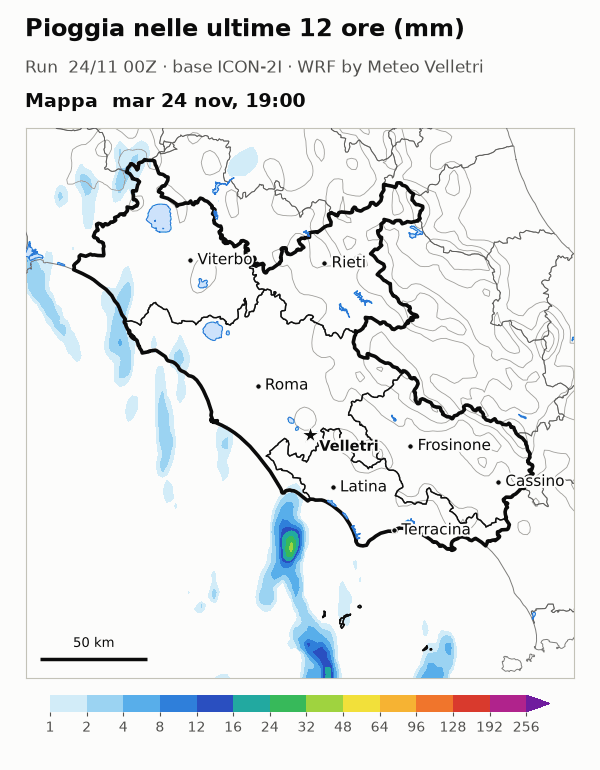 Pioggia nelle ultime 12 ore (mm)
Run 24/11 00Z · base ICON-2I · WRF by Meteo Velletri
Mappa mar 24 nov, 19:00
Viterbo
Rieti
Roma
Velletri
Frosinone
Latina
Cassino
Terracina
50 km
1 2 4 8 12 16 24 32 48 64 96 128 192 256